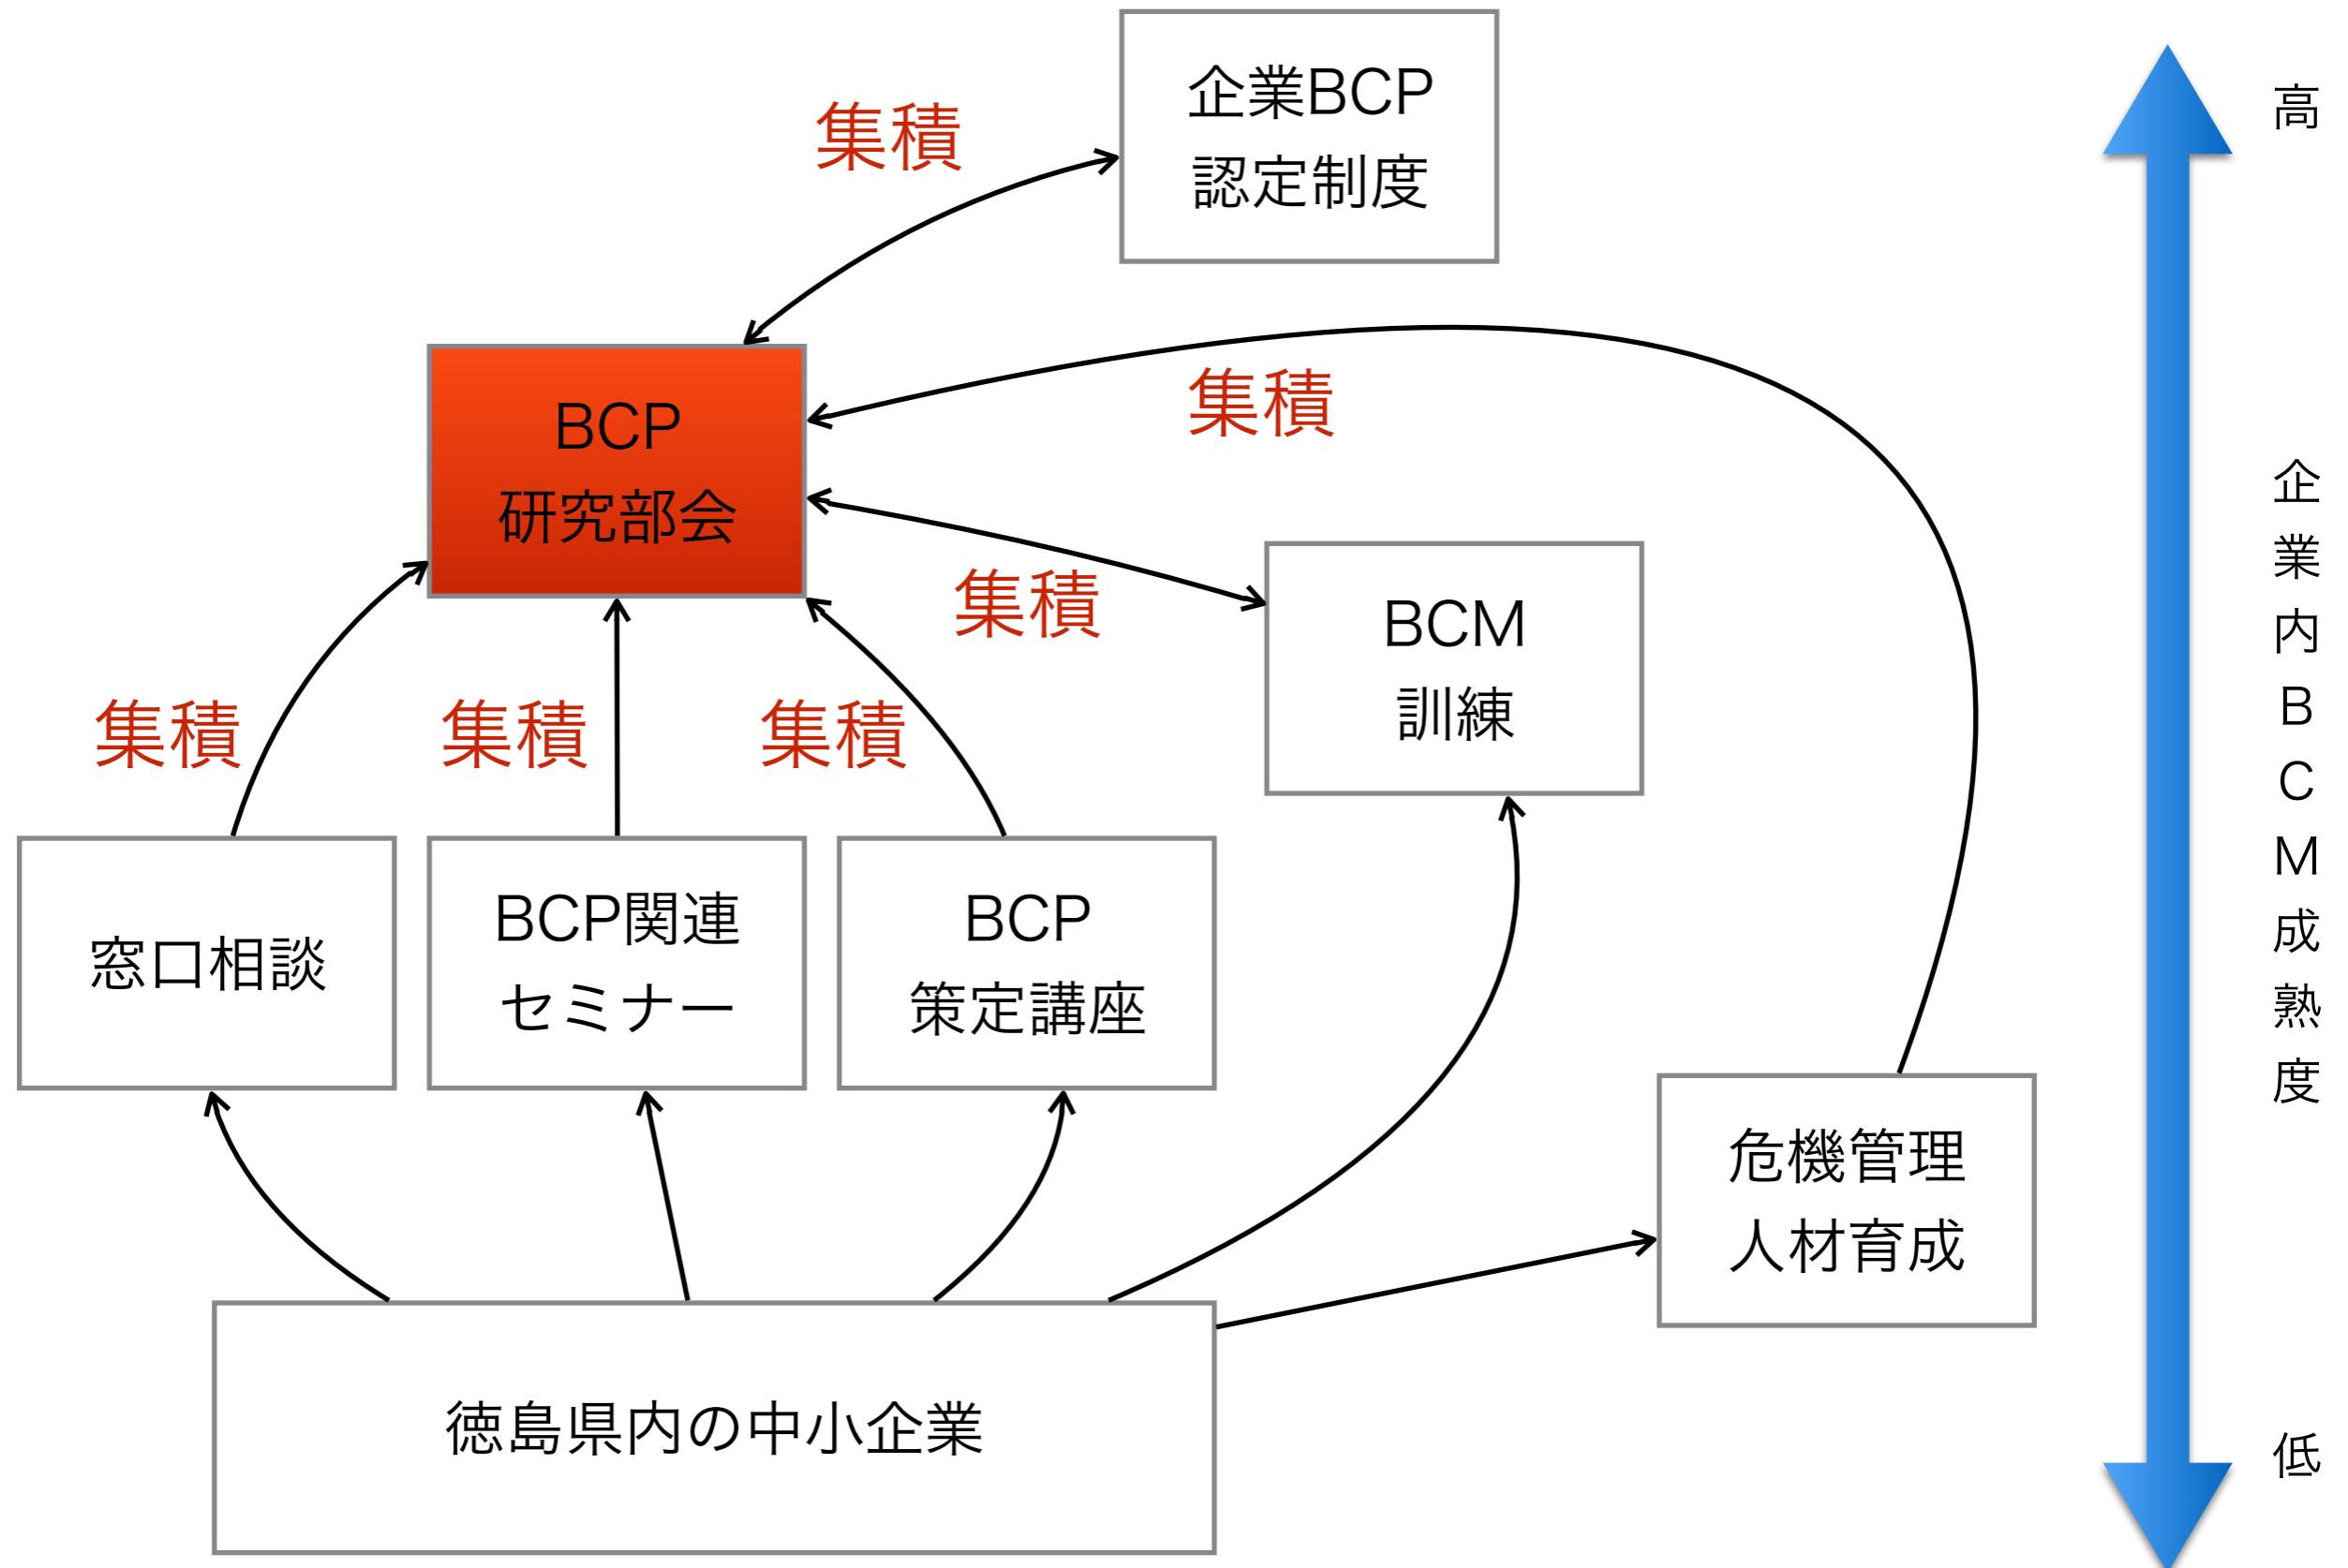 企業BCP
認定制度
高
集積
集積
BCP
研究部会
集積
BCM
訓練
企業内BCM成熟度
集積
集積
集積
窓口相談
BCP関連
セミナー
BCP
策定講座
危機管理
人材育成
徳島県内の中小企業
低